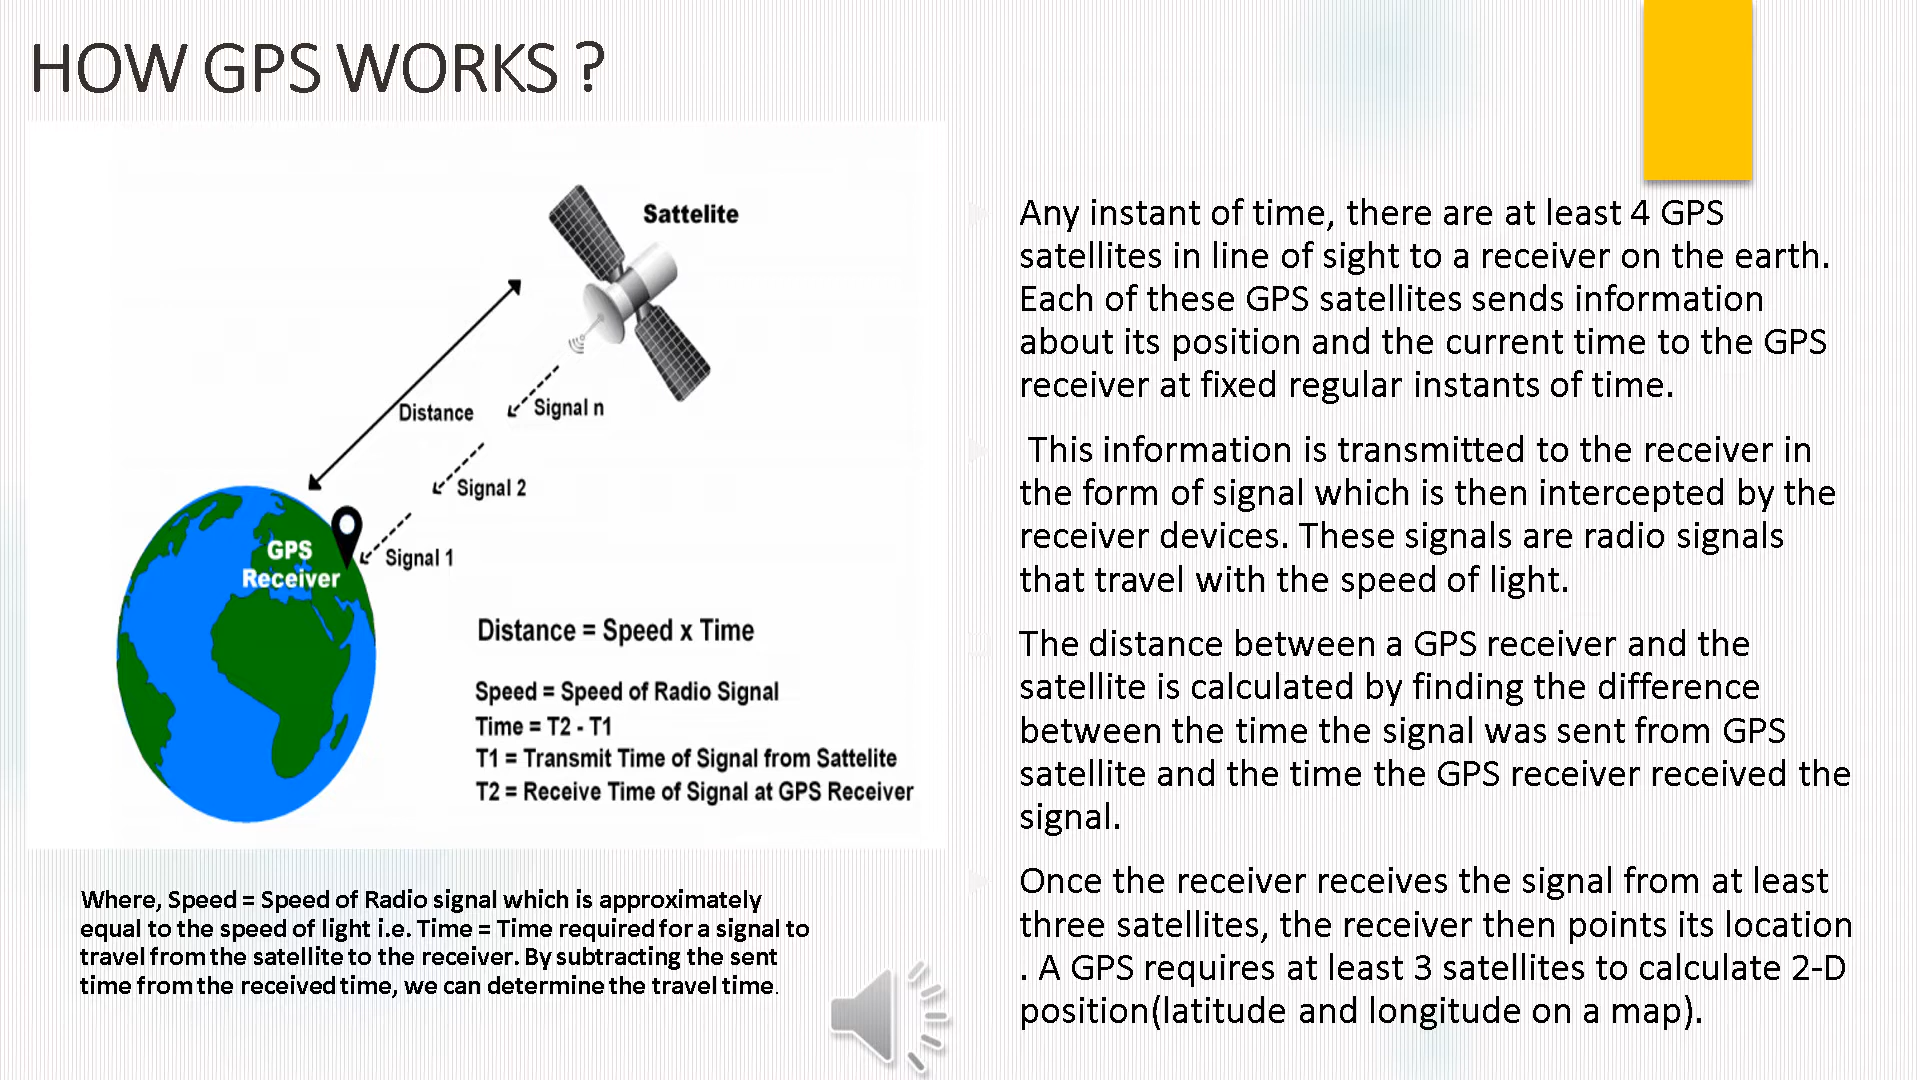 HOW GPS WORKS ?
Sattelite
Distance
Signal n
Signal 2
Signal 1
GPS
Receiver
Distance = Speed x Time
Speed = Speed of Radio Signal
Time = T2 - T1
T1 = Transmit Time of Signal from Sattelite
T2 = Receive Time of Signal at GPS Receiver
Where, Speed = Speed of Radio signal which is approximately
equal to the speed of light i.e. Time = Time required for a signal to
travel from the satellite to the receiver. By subtracting the sent
time from the received time, we can determine the travel time.
Any instant of time, there are at least 4 GPS
satellites in line of sight to a receiver on the earth.
Each of these GPS satellites sends information
about its position and the current time to the GPS
receiver at fixed regular instants of time.
This information is transmitted to the receiver in
the form of signal which is then intercepted by the
receiver devices. These signals are radio signals
that travel with the speed of light.
The distance between a GPS receiver and the
satellite is calculated by finding the difference
between the time the signal was sent from GPS
satellite and the time the GPS receiver received the
signal.
Once the receiver receives the signal from at least
three satellites, the receiver then points its location
. A GPS requires at least 3 satellites to calculate 2-D
position(latitude and longitude on a map).